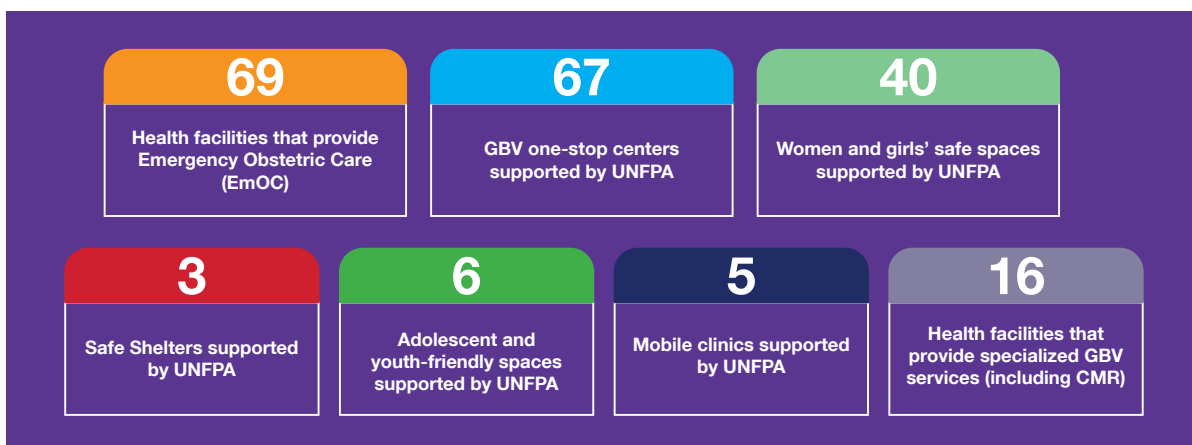 69
Health facilities that provide
Emergency Obstetric Care
(EmOC)
67
GBV one-stop centers
supported by UNFPA
40
Women and girls’ safe spaces
supported by UNFPA
3
Safe Shelters supported
by UNFPA
6
Adolescent and
youth-friendly spaces
supported by UNFPA
5
Mobile clinics supported
by UNFPA
16
Health facilities that
provide specialized GBV
services (including CMR)